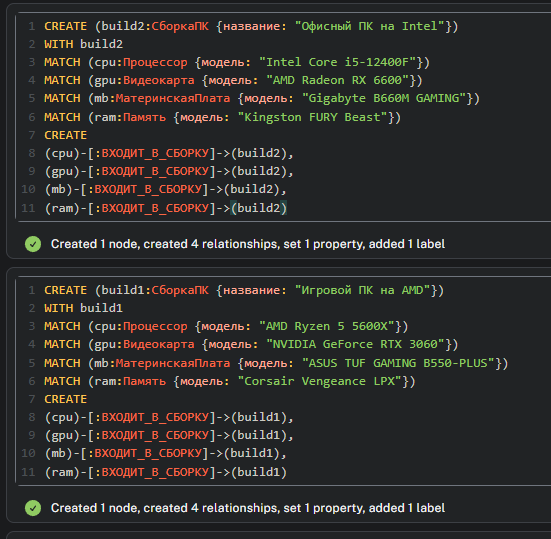 1 CREATE (build2:СборкаПК {название: "Офисный ПК на Intel"})
2 WITH build2
3 MATCH (cpu:Процессор {модель: "Intel Core i5-12400F"})
4 MATCH (gpu:Видеокарта {модель: "AMD Radeon RX 6600"})
5 MATCH (mb:МатеринскаяПлата {модель: "Gigabyte B660M GAMING"})
6 MATCH (ram:Память {модель: "Kingston FURY Beast"})
7 CREATE
8 (cpu)-[:ВХОДИТ_В_СБОРКУ]->(build2),
9 (gpu)-[:ВХОДИТ_В_СБОРКУ]->(build2),
10 (mb)-[:ВХОДИТ_В_СБОРКУ]->(build2),
11 (ram)-[:ВХОДИТ_В_СБОРКУ]->(build2)
Created 1 node, created 4 relationships, set 1 property, added 1 label
1 CREATE (build1:СборкаПК {название: "Игровой ПК на AMD"})
2 WITH build1
3 MATCH (cpu:Процессор {модель: "AMD Ryzen 5 5600X"})
4 MATCH (gpu:Видеокарта {модель: "NVIDIA GeForce RTX 3060"})
5 MATCH (mb:МатеринскаяПлата {модель: "ASUS TUF GAMING B550-PLUS"})
6 MATCH (ram:Память {модель: "Corsair Vengeance LPX"})
7 CREATE
8 (cpu)-[:ВХОДИТ_В_СБОРКУ]->(build1),
9 (gpu)-[:ВХОДИТ_В_СБОРКУ]->(build1),
10 (mb)-[:ВХОДИТ_В_СБОРКУ]->(build1),
11 (ram)-[:ВХОДИТ_В_СБОРКУ]->(build1)
Created 1 node, created 4 relationships, set 1 property, added 1 label